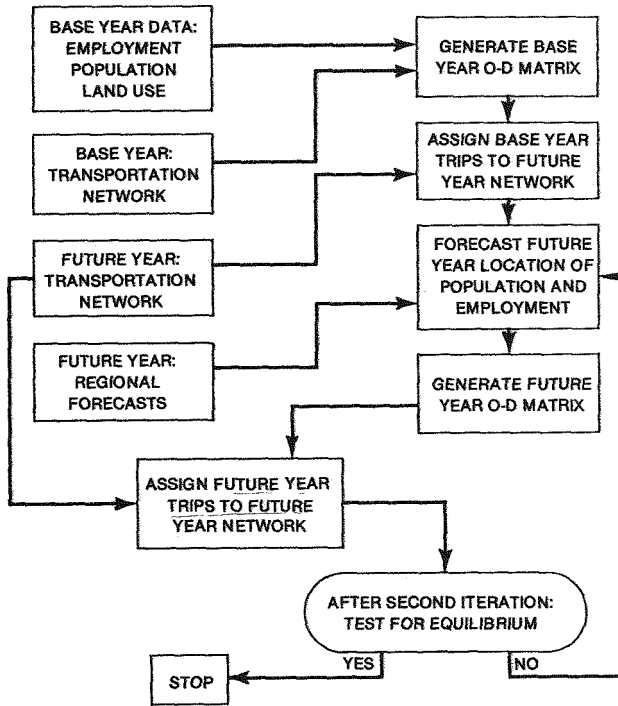 BASE YEAR DATA:
EMPLOYMENT
POPULATION
LAND USE
GENERATE BASE
YEAR O-D MATRIX
BASE YEAR:
TRANSPORTATION
NETWORK
ASSIGN BASE YEAR
TRIPS TO FUTURE
YEAR NETWORK
FUTURE YEAR:
TRANSPORTATION
NETWORK
FORECAST FUTURE
YEAR LOCATION OF
POPULATION AND
EMPLOYMENT
FUTURE YEAR:
REGIONAL
FORECASTS
GENERATE FUTURE
YEAR O-D MATRIX
ASSIGN FUTURE YEAR
TRIPS TO FUTURE
YEAR NETWORK
AFTER SECOND ITERATION:
TEST FOR EQUILIBRIUM
YES
NO
STOP